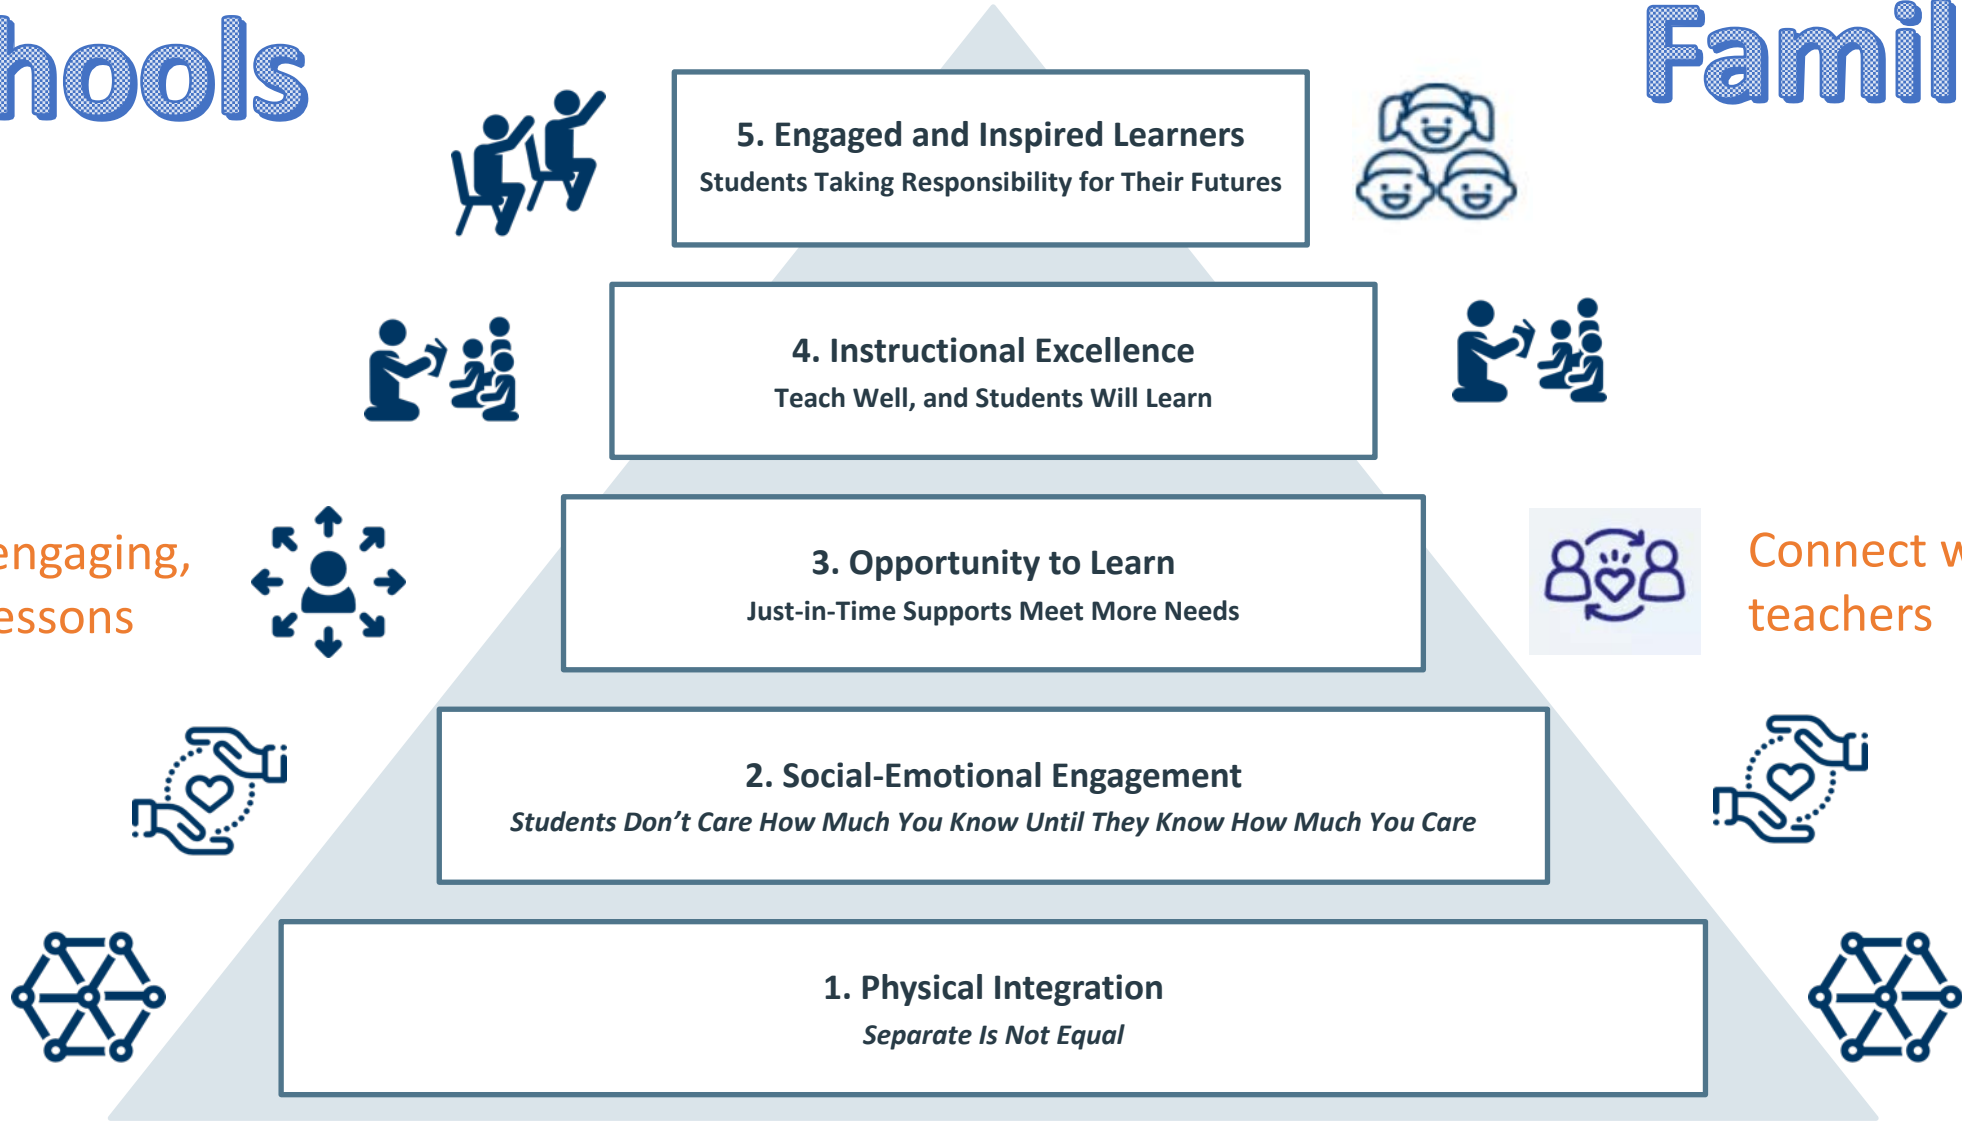 hools
Famil
5. Engaged and Inspired Learners
Students Taking Responsibility for Their Futures
4. Instructional Excellence
Teach Well, and Students Will Learn
engaging,
essons
3. Opportunity to Learn
Just-in-Time Supports Meet More Needs
Connect w
teachers
2. Social-Emotional Engagement
Students Don’t Care How Much You Know Until They Know How Much You Care
1. Physical Integration
Separate Is Not Equal